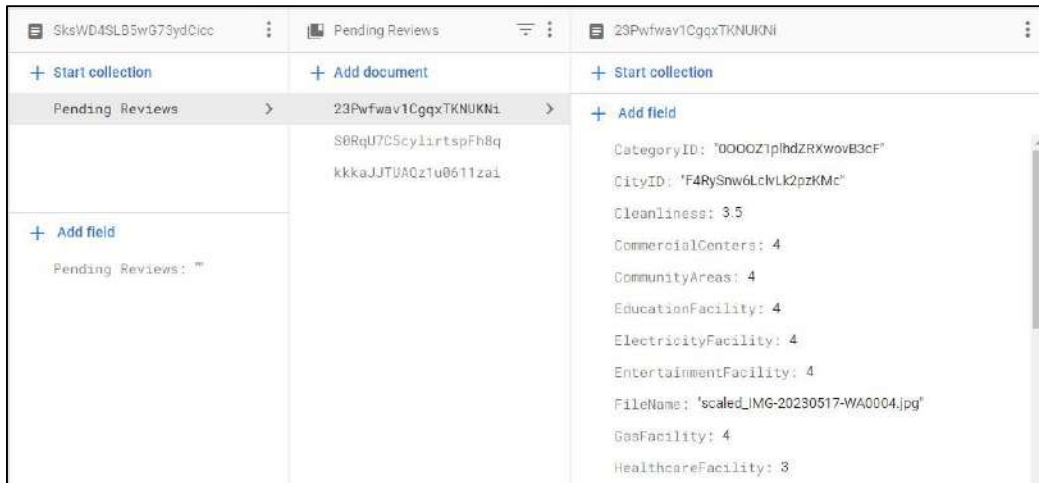 SksWD4SLB5wG73ydCicc
+ Start collection
Pending Reviews
+ Add field
Pending Reviews: ""
Pending Reviews
+ Add document
23Pwfwav1CgqxTKNUKNi
S0RqU7C5cylirtspFh8q
kkkaJJTUAQz1u0611zai
23Pwfwav1CgqxTKNUKNi
+ Start collection
+ Add field
CategoryID: "0OOOZ1plhdZRXwovB3cF"
CityID: "F4RySnw6LclvLk2pzKMc"
Cleanliness: 3.5
CommercialCenters: 4
CommunityAreas: 4
EducationFacility: 4
ElectricityFacility: 4
EntertainmentFacility: 4
FileName: "scaled_IMG-20230517-WA0004.jpg"
GasFacility: 4
HealthcareFacility: 3